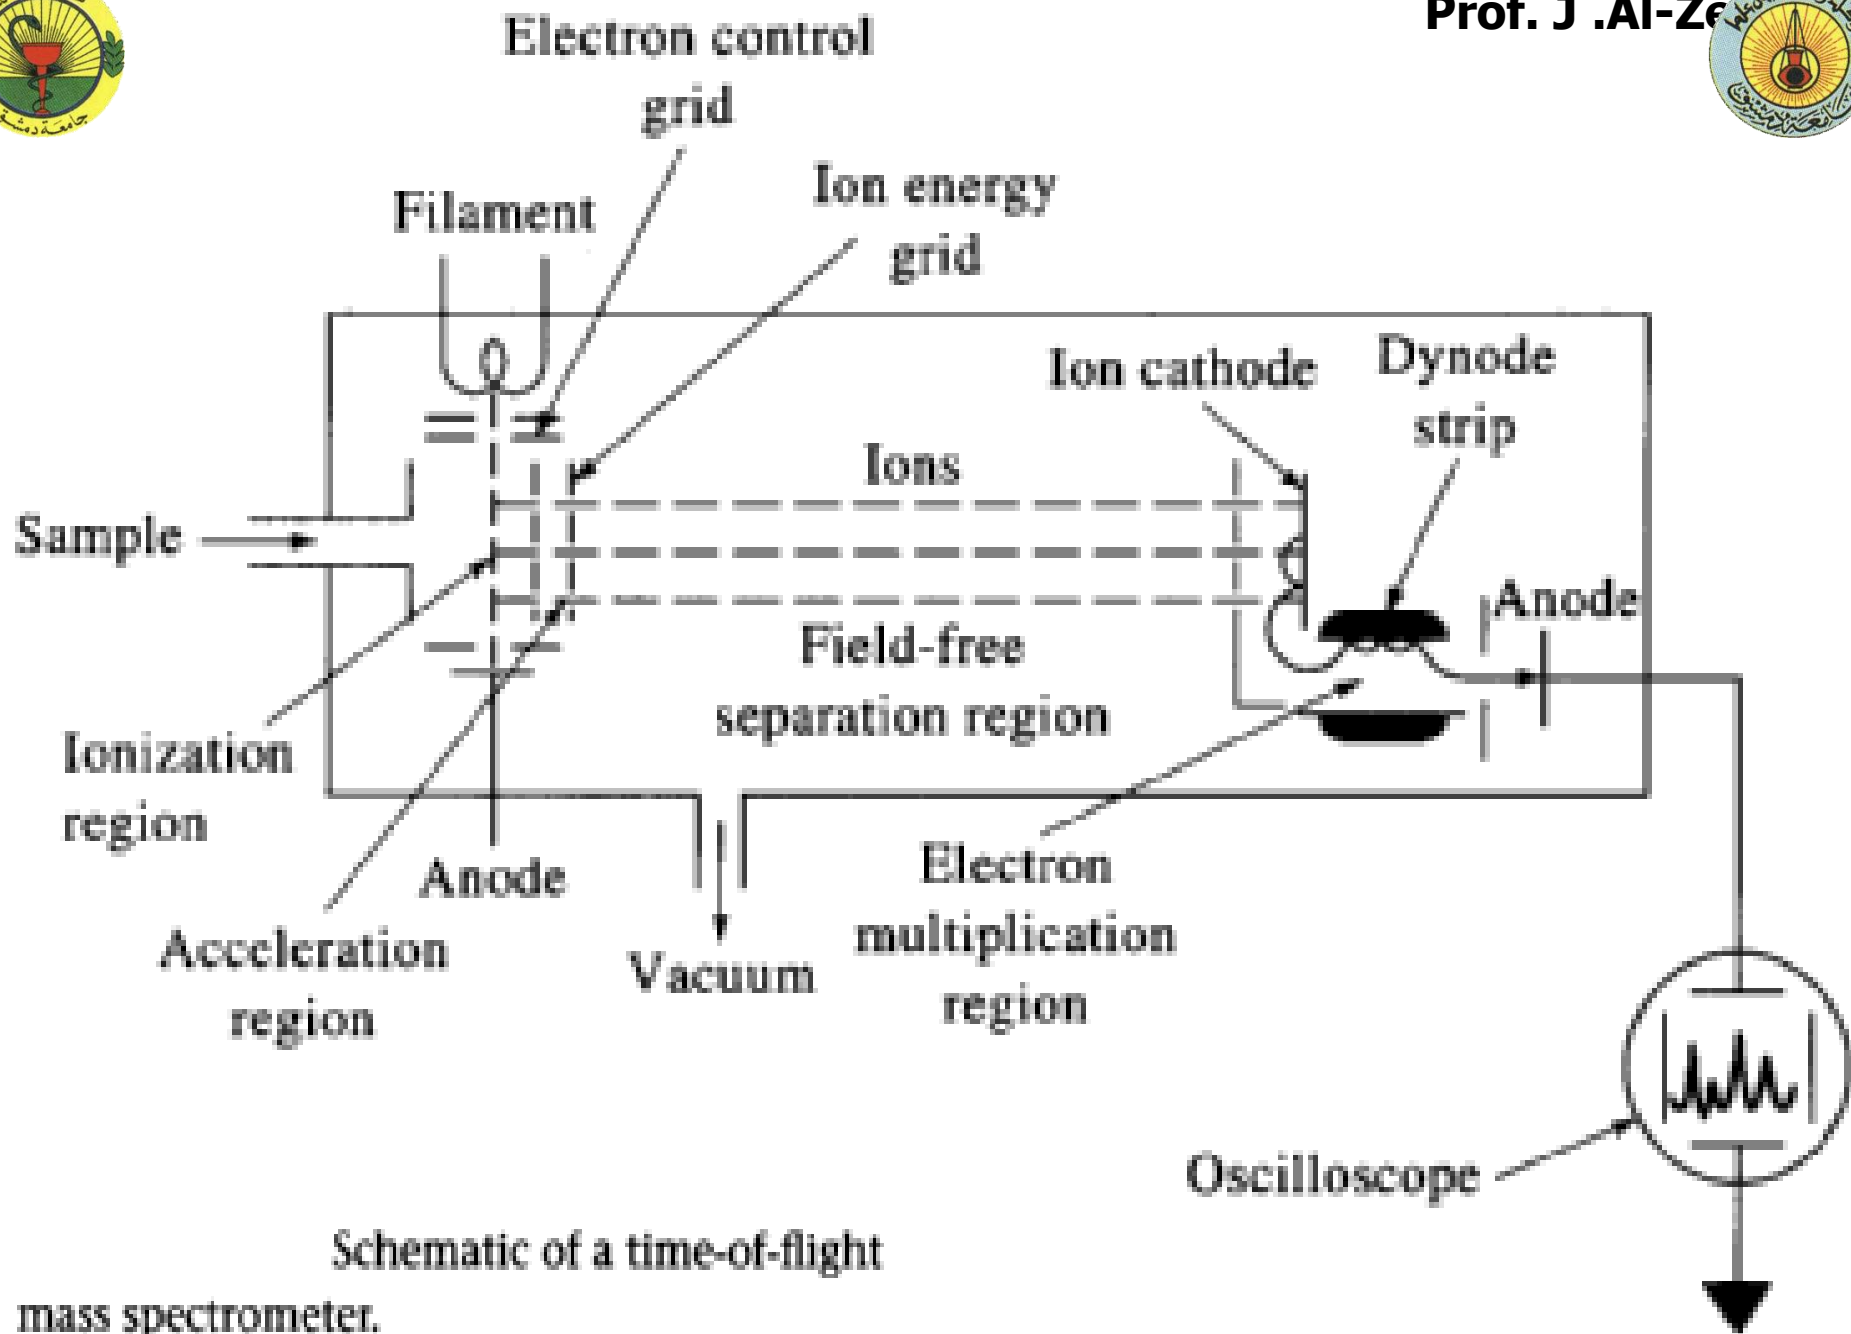 Prof. J .Al-Ze
جامعة دمشق
Electron control
grid
Ion energy
grid
Filament
Ion cathode
Dynode
strip
Ions
Sample
Anode
Field-free
separation region
Ionization
region
Anode
Electron
multiplication
region
Acceleration
region
Vacuum
Oscilloscope
Schematic of a time-of-flight
mass spectrometer.